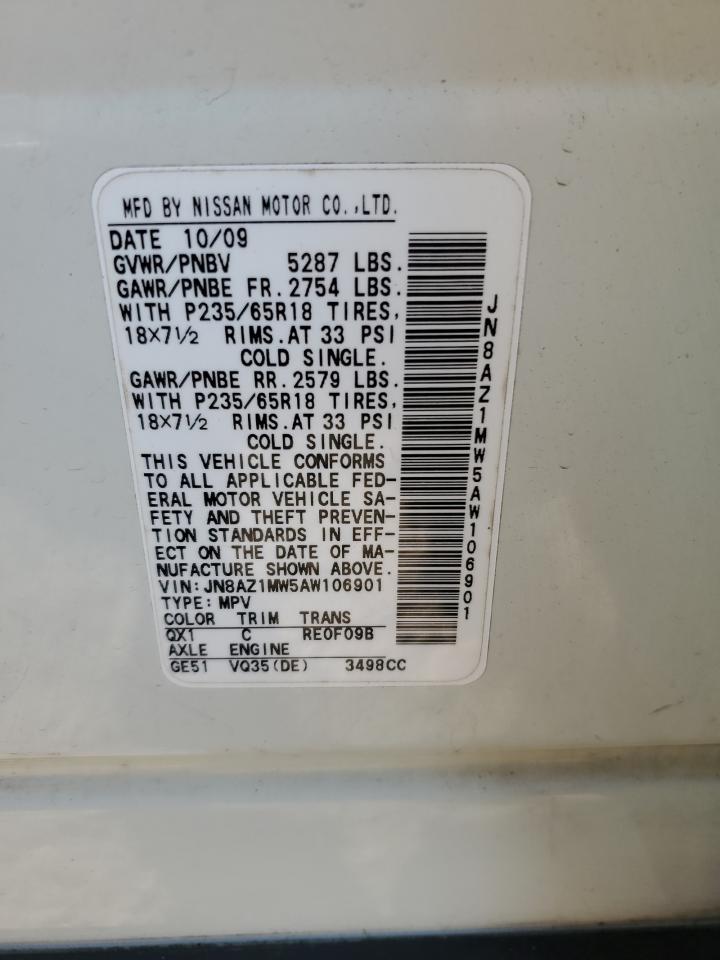 MFD BY NISSAN MOTOR CO.,LTD.
DATE 10/09
GVWR/PNBV 5287 LBS.
GAWR/PNBE FR. 2754 LBS.
WITH P235/65R18 TIRES,
18×7½ RIMS.AT 33 PSI
COLD SINGLE.
GAWR/PNBE RR. 2579 LBS.
WITH P235/65R18 TIRES,
18×7½ RIMS.AT 33 PSI
COLD SINGLE.
THIS VEHICLE CONFORMS
TO ALL APPLICABLE FED-
ERAL MOTOR VEHICLE SA-
FETY AND THEFT PREVEN-
TION STANDARDS IN EFF-
ECT ON THE DATE OF MA-
NUFACTURE SHOWN ABOVE.
VIN:JN8AZ1MW5AW106901
TYPE:MPV
COLOR TRIM TRANS
QX1 C RE0F09B
AXLE ENGINE
GE51 VQ35(DE) 3498CC
JN8AZ1MW5AW106901